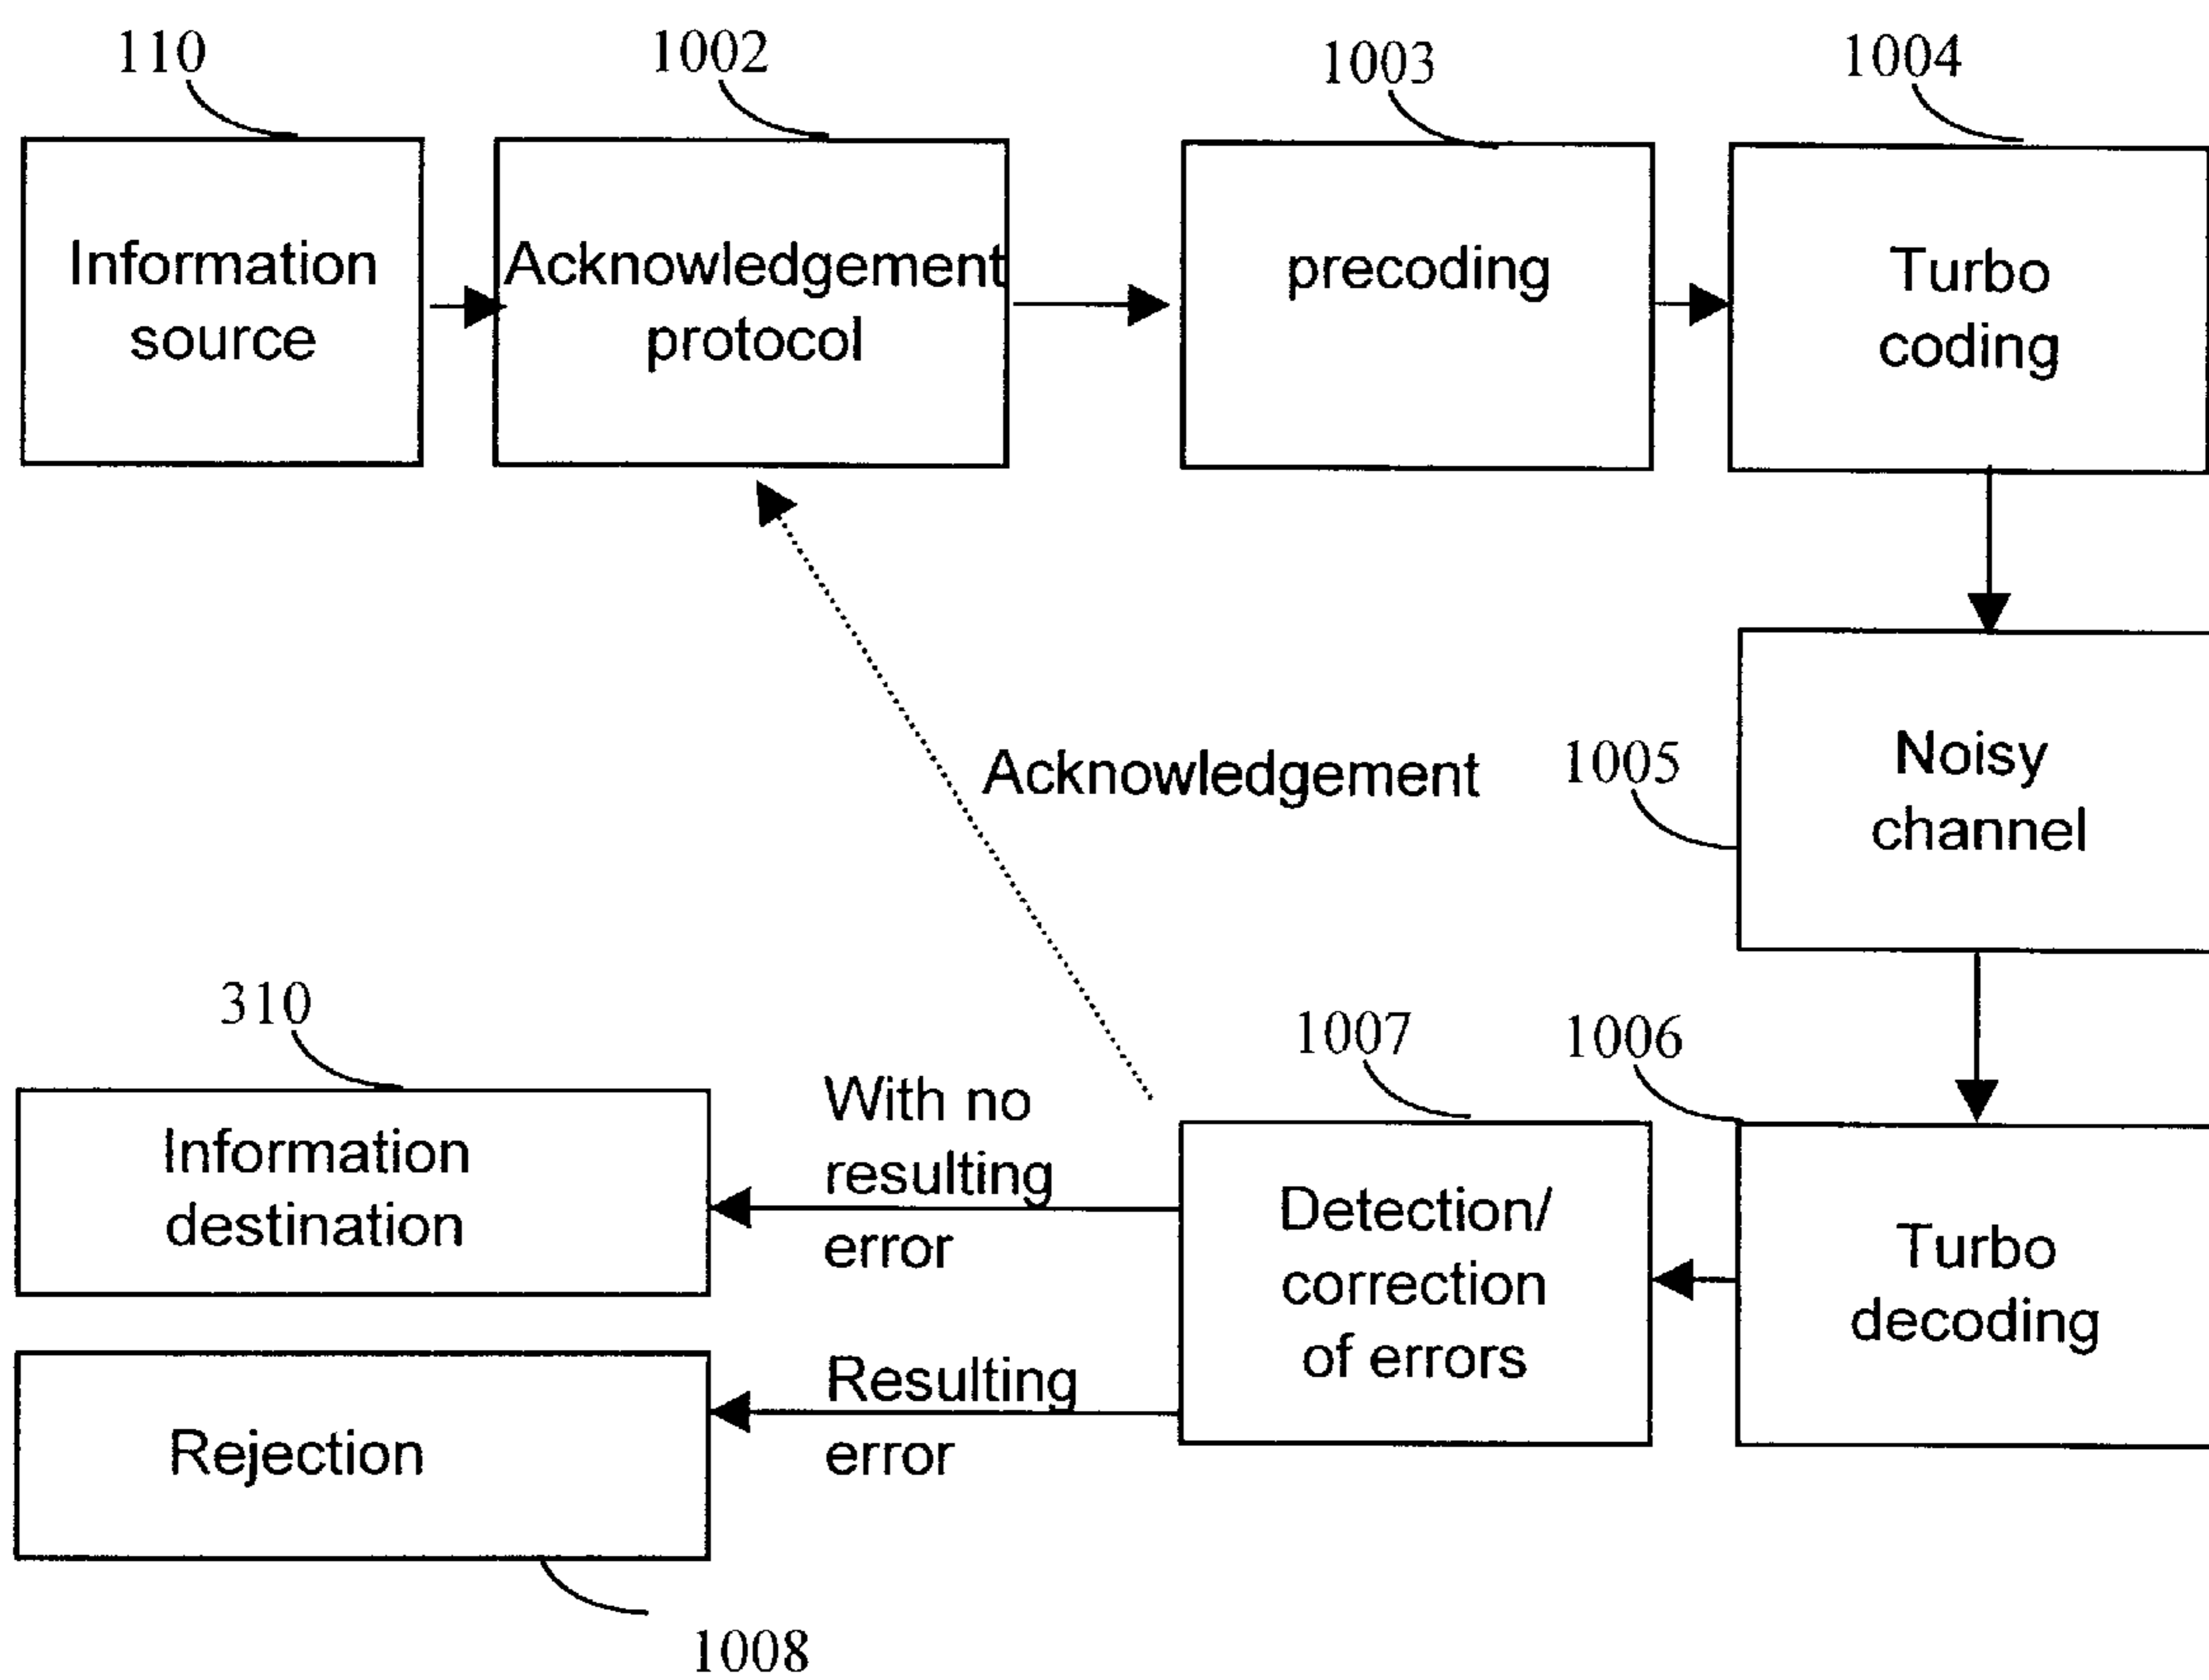 110
1002
1003
1004
Information
source
Acknowledgement
protocol
precoding
Turbo
coding
Acknowledgement
1005
Noisy
channel
310
1007
1006
Information
destination
With no
resulting
error
Detection/
correction
of errors
Turbo
decoding
Rejection
Resulting
error
1008